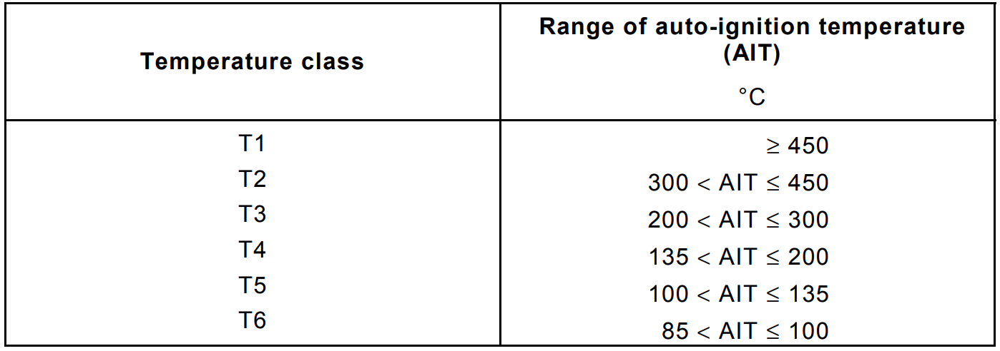 Temperature class
Range of auto-ignition temperature
(AIT)
°C
T1
≥ 450
T2
300 < AIT ≤ 450
T3
200 < AIT ≤ 300
T4
135 < AIT ≤ 200
T5
100 < AIT ≤ 135
T6
85 < AIT ≤ 100